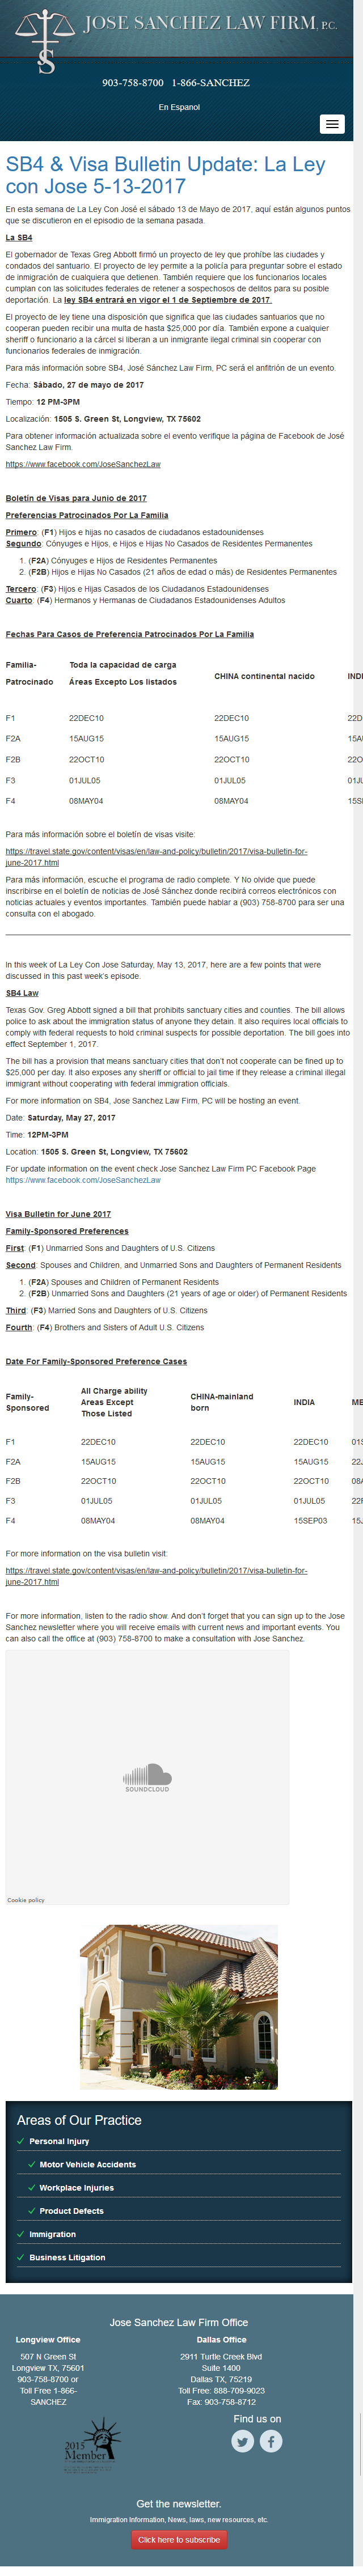 JOSE SANCHEZ LAW FIRM, P.C.
903-758-8700 1-866-SANCHEZ
En Espanol
SB4 & Visa Bulletin Update: La Ley
con Jose 5-13-2017
En esta semana de La Ley Con José el sábado 13 de Mayo de 2017, aquí están algunos puntos
que se discutieron en el episodio de la semana pasada.
La SB4
El gobernador de Texas Greg Abbott firmó un proyecto de ley que prohíbe las ciudades y
condados del santuario. El proyecto de ley permite a la policía para preguntar sobre el estado
de inmigración de cualquiera que detienen. También requiere que los funcionarios locales
cumplan con las solicitudes federales de retener a sospechosos de delitos para su posible
deportación. La ley SB4 entrará en vigor el 1 de Septiembre de 2017.
El proyecto de ley tiene una disposición que significa que las ciudades santuarios que no
cooperan pueden recibir una multa de hasta $25,000 por día. También expone a cualquier
sheriff o funcionario a la cárcel si liberan a un inmigrante ilegal criminal sin cooperar con
funcionarios federales de inmigración.
Para más información sobre SB4, José Sánchez Law Firm, PC será el anfitrión de un evento.
Fecha: Sábado, 27 de mayo de 2017
Tiempo: 12 PM-3PM
Localización: 1505 S. Green St, Longview, TX 75602
Para obtener información actualizada sobre el evento verifique la página de Facebook de José
Sanchez Law Firm.
https://www.facebook.com/JoseSanchezLaw
Boletín de Visas para Junio de 2017
Preferencias Patrocinados Por La Familia
Primero: (F1) Hijos e hijas no casados de ciudadanos estadounidenses
Segundo: Cónyuges e Hijos, e Hijos e Hijas No Casados de Residentes Permanentes
1. (F2A) Cónyuges e Hijos de Residentes Permanentes
2. (F2B) Hijos e Hijas No Casados (21 años de edad o más) de Residentes Permanentes
Tercero: (F3) Hijos e Hijas Casados de los Ciudadanos Estadounidenses
Cuarto: (F4) Hermanos y Hermanas de Ciudadanos Estadounidenses Adultos
Fechas Para Casos de Preferencia Patrocinados Por La Familia
Familia- Toda la capacidad de carga
CHINA continental nacido INDI
Patrocinado Áreas Excepto Los listados
F1 22DEC10 22DEC10 22D
F2A 15AUG15 15AUG15 15A
F2B 22OCT10 22OCT10 22O
F3 01JUL05 01JUL05 01J
F4 08MAY04 08MAY04 15S
Para más información sobre el boletín de visas visite:
https://travel.state.gov/content/visas/en/law-and-policy/bulletin/2017/visa-bulletin-for-
june-2017.html
Para más información, escuche el programa de radio complete. Y No olvide que puede
inscribirse en el boletín de noticias de José Sánchez donde recibirá correos electrónicos con
noticias actuales y eventos importantes. También puede hablar a (903) 758-8700 para ser una
consulta con el abogado.
In this week of La Ley Con Jose Saturday, May 13, 2017, here are a few points that were
discussed in this past week's episode.
SB4 Law
Texas Gov. Greg Abbott signed a bill that prohibits sanctuary cities and counties. The bill allows
police to ask about the immigration status of anyone they detain. It also requires local officials to
comply with federal requests to hold criminal suspects for possible deportation. The bill goes into
effect September 1, 2017.
The bill has a provision that means sanctuary cities that don't not cooperate can be fined up to
$25,000 per day. It also exposes any sheriff or official to jail time if they release a criminal illegal
immigrant without cooperating with federal immigration officials.
For more information on SB4, Jose Sanchez Law Firm, PC will be hosting an event.
Date: Saturday, May 27, 2017
Time: 12PM-3PM
Location: 1505 S. Green St, Longview, TX 75602
For update information on the event check Jose Sanchez Law Firm PC Facebook Page
https://www.facebook.com/JoseSanchezLaw
Visa Bulletin for June 2017
Family-Sponsored Preferences
First: (F1) Unmarried Sons and Daughters of U.S. Citizens
Second: Spouses and Children, and Unmarried Sons and Daughters of Permanent Residents
1. (F2A) Spouses and Children of Permanent Residents
2. (F2B) Unmarried Sons and Daughters (21 years of age or older) of Permanent Residents
Third: (F3) Married Sons and Daughters of U.S. Citizens
Fourth: (F4) Brothers and Sisters of Adult U.S. Citizens
Date For Family-Sponsored Preference Cases
All Charge ability
Family- Areas Except CHINA-mainland INDIA ME
Sponsored Those Listed born
F1 22DEC10 22DEC10 22DEC10 01S
F2A 15AUG15 15AUG15 15AUG15 22J
F2B 22OCT10 22OCT10 22OCT10 08A
F3 01JUL05 01JUL05 01JUL05 22F
F4 08MAY04 08MAY04 15SEP03 15J
For more information on the visa bulletin visit:
https://travel.state.gov/content/visas/en/law-and-policy/bulletin/2017/visa-bulletin-for-
june-2017.html
For more information, listen to the radio show. And don't forget that you can sign up to the Jose
Sanchez newsletter where you will receive emails with current news and important events. You
can also call the office at (903) 758-8700 to make a consultation with Jose Sanchez.
SOUNDCLOUD
Cookie policy
Areas of Our Practice
Personal Injury
Motor Vehicle Accidents
Workplace Injuries
Product Defects
Immigration
Business Litigation
Jose Sanchez Law Firm Office
Longview Office
507 N Green St
Longview TX, 75601
903-758-8700 or
Toll Free 1-866-
SANCHEZ
Dallas Office
2911 Turtle Creek Blvd
Suite 1400
Dallas TX, 75219
Toll Free: 888-709-9023
Fax: 903-758-8712
2015
Member
Find us on
Get the newsletter.
Immigration Information, News, laws, new resources, etc.
Click here to subscribe